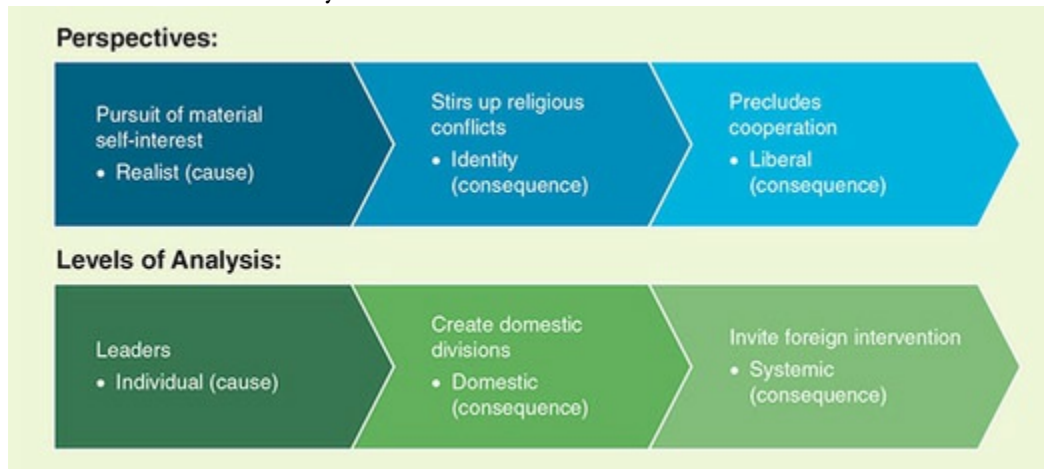 Perspectives:
Pursuit of material
self-interest
• Realist (cause)
Stirs up religious
conflicts
• Identity
(consequence)
Precludes
cooperation
• Liberal
(consequence)
Levels of Analysis:
Leaders
• Individual (cause)
Create domestic
divisions
• Domestic
(consequence)
Invite foreign intervention
• Systemic
(consequence)